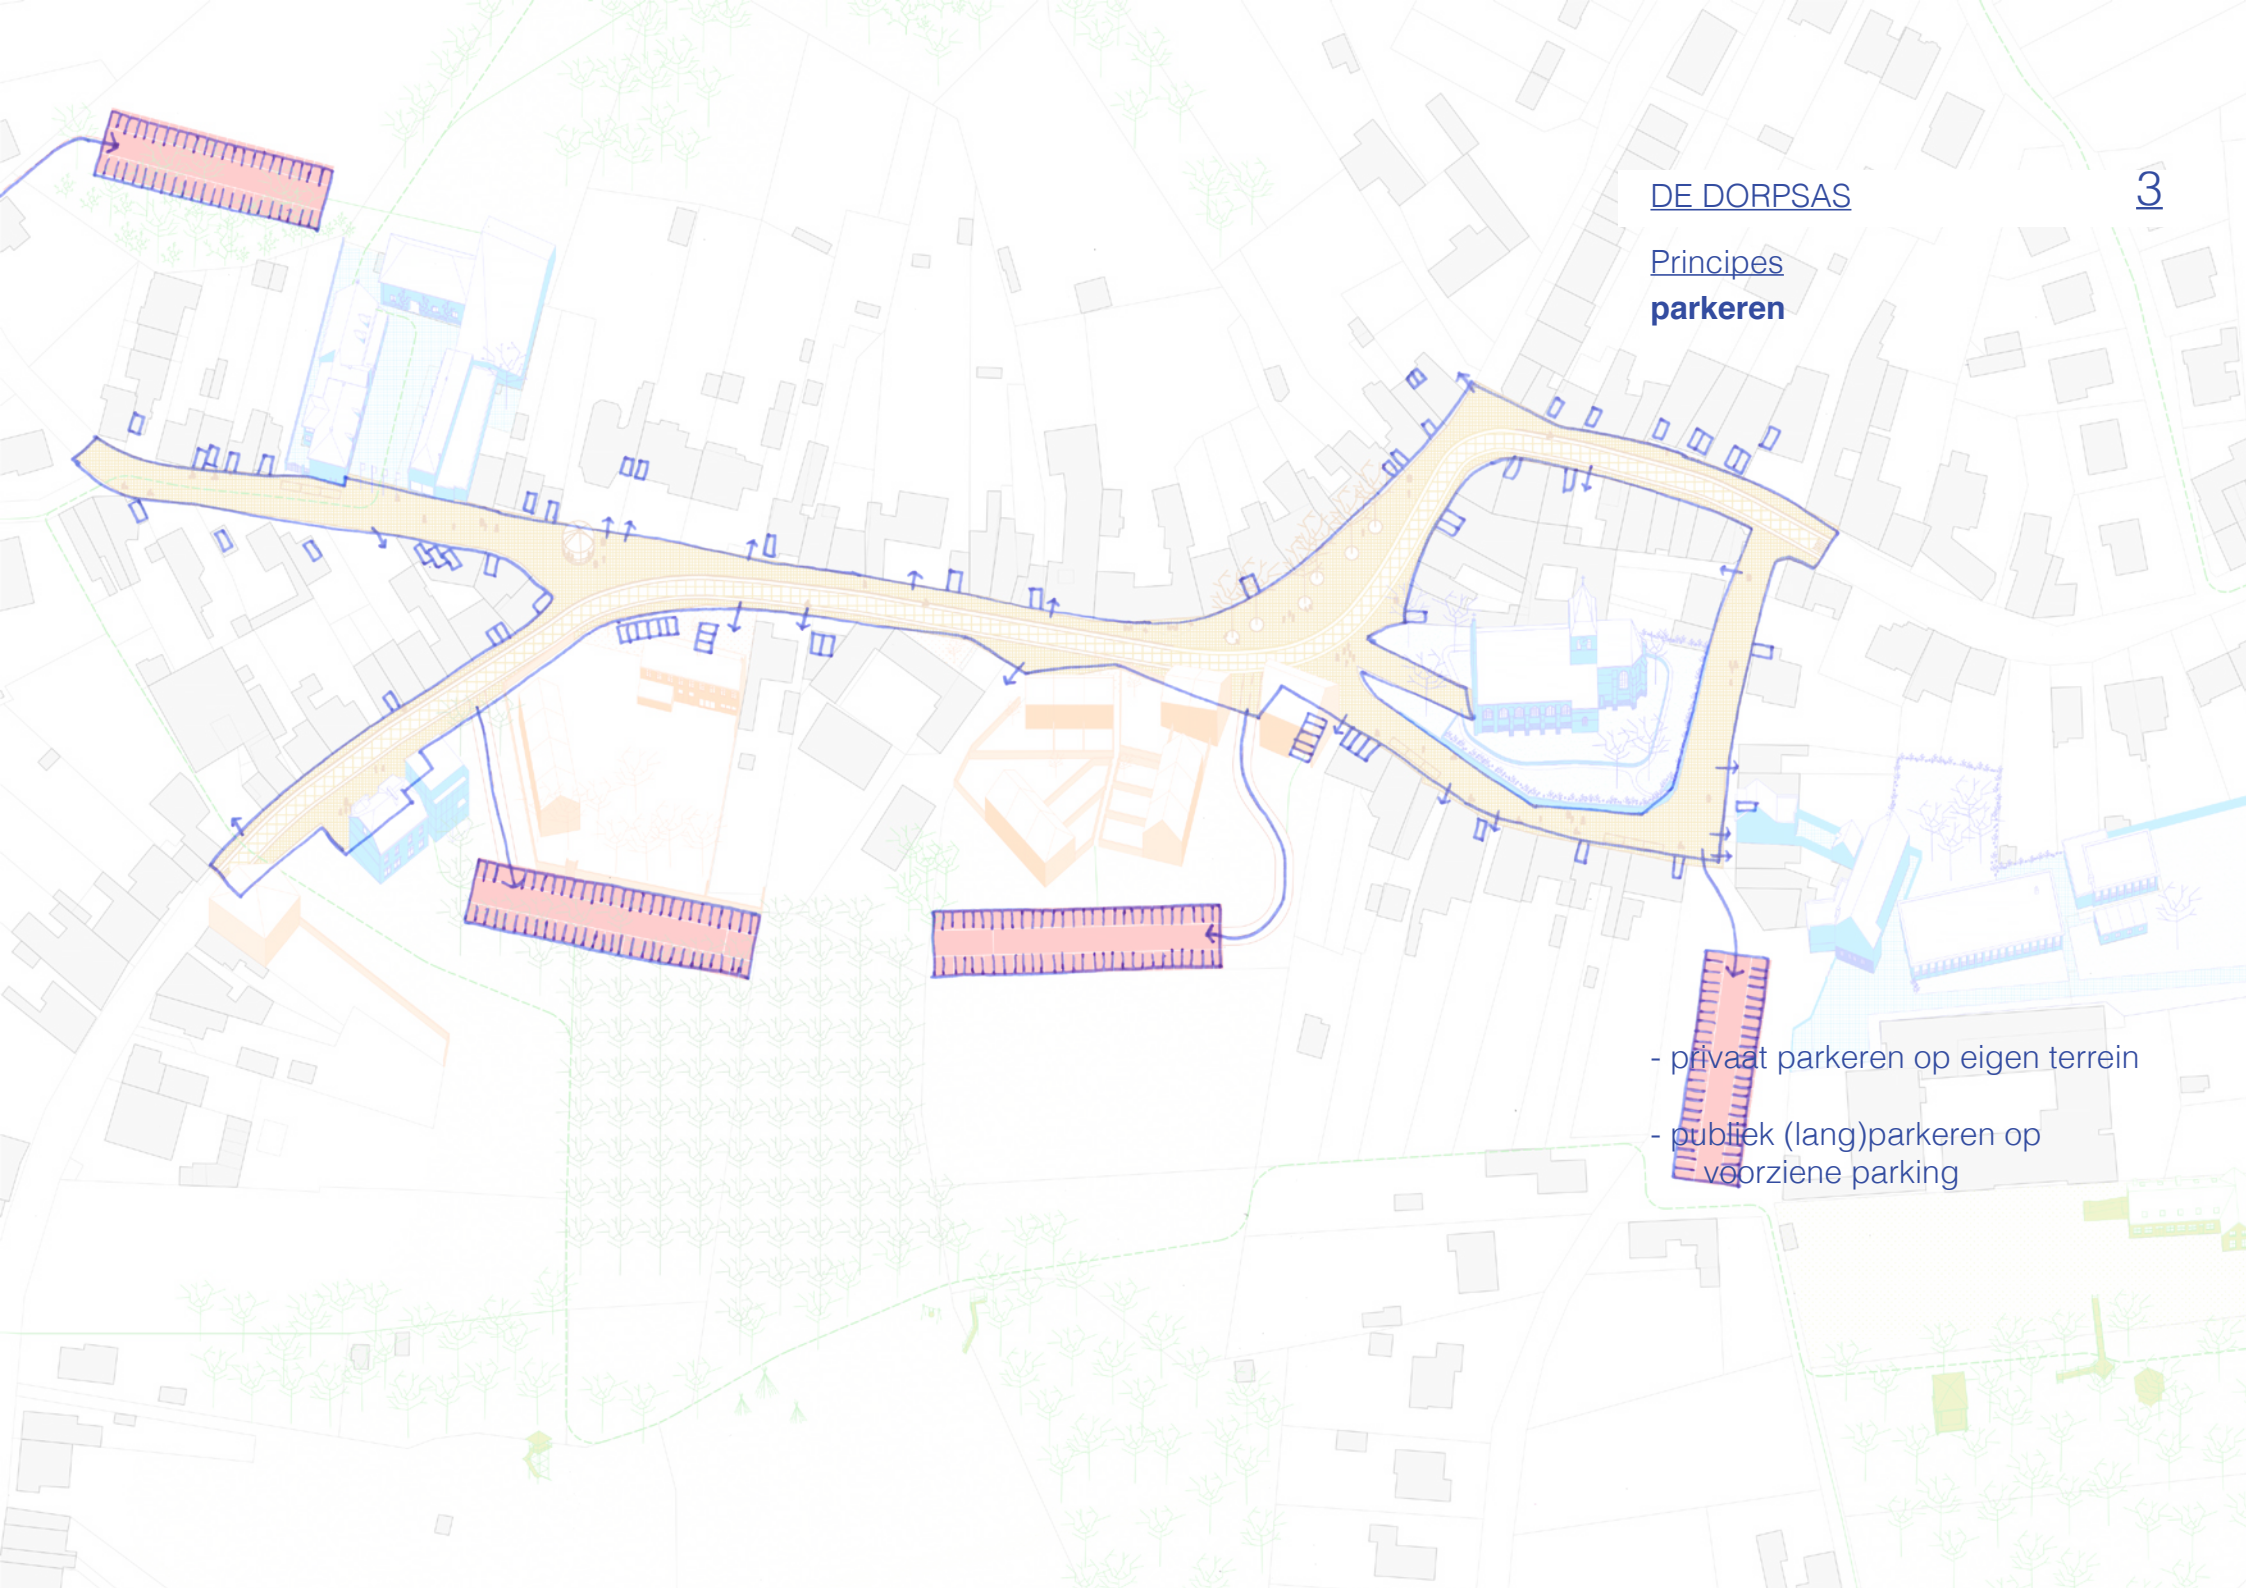 DE DORPSAS 3
Principes
parkeren
- privaat parkeren op eigen terrein
- publiek (lang)parkeren op
voorziene parking